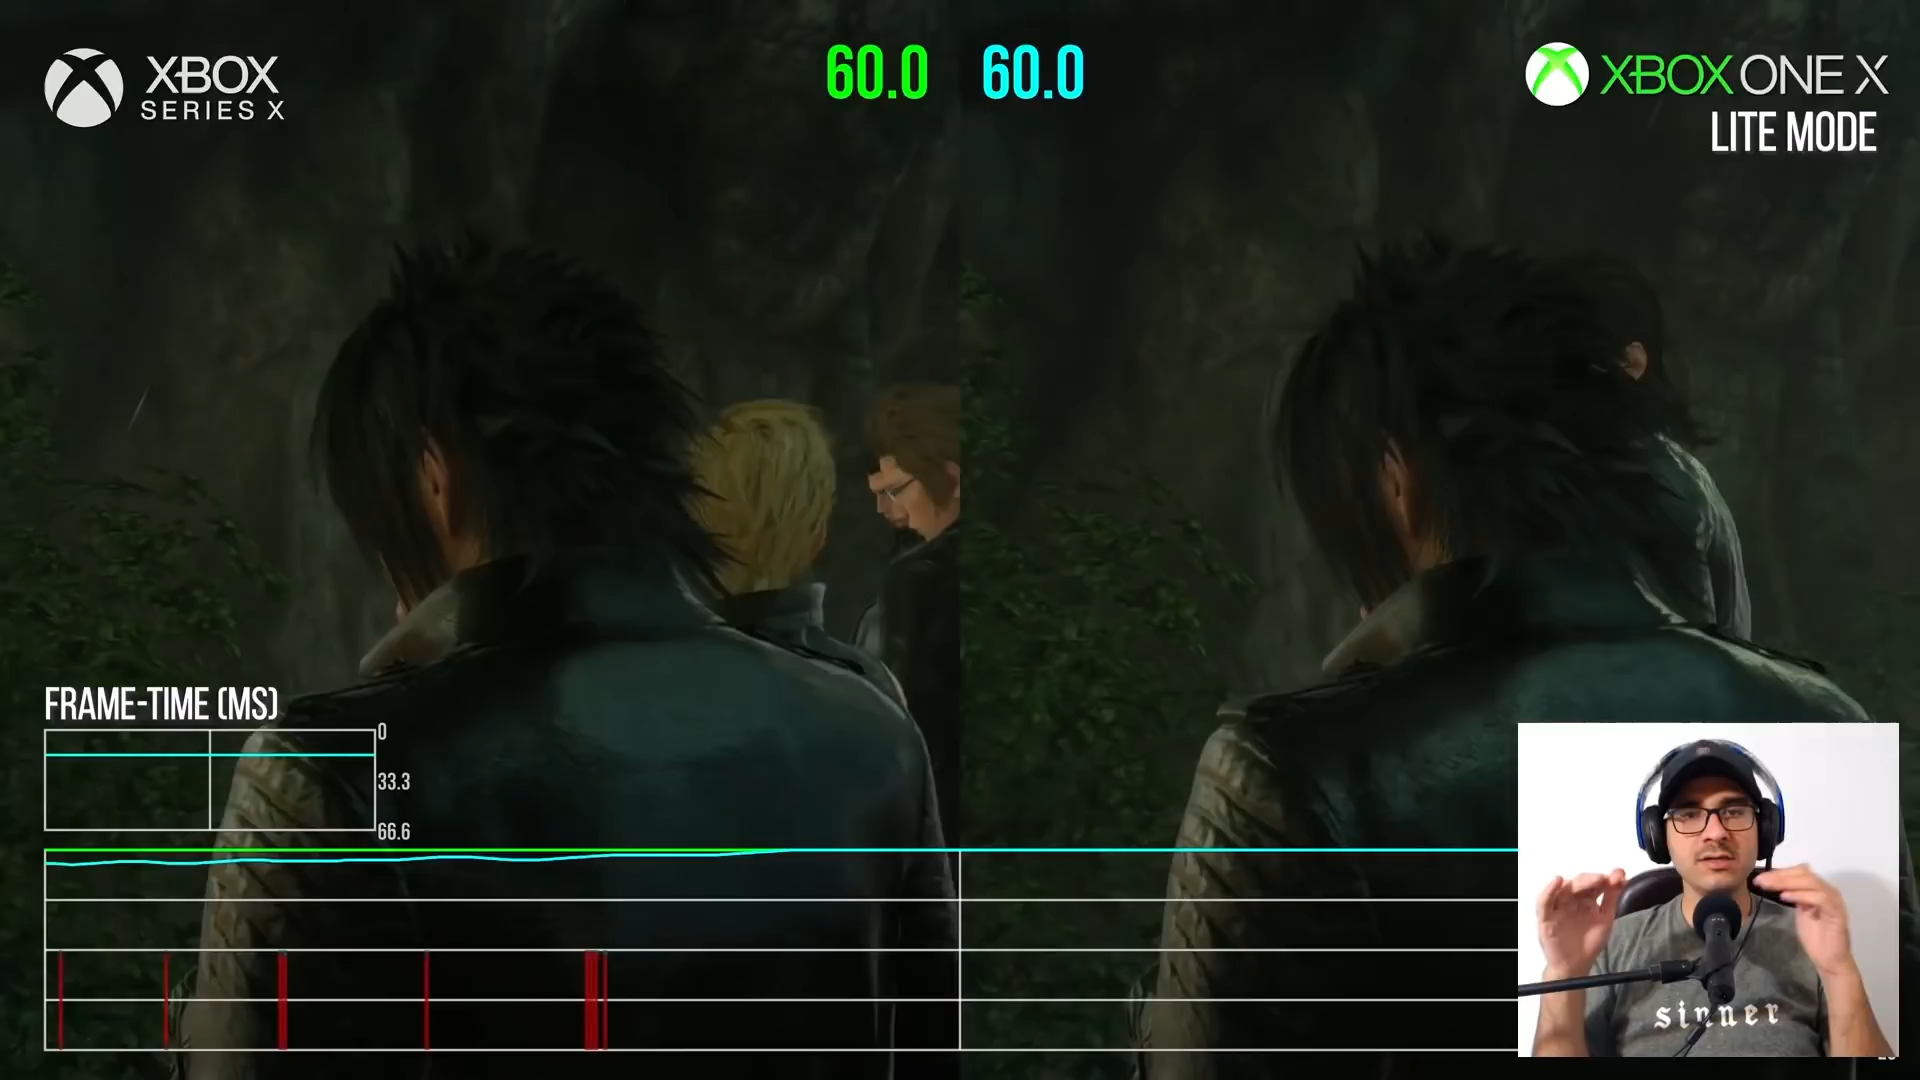 XBOX
SERIES X
60.0
60.0
XBOX ONE X
LITE MODE
FRAME-TIME (MS)
0
33.3
66.6
sinner